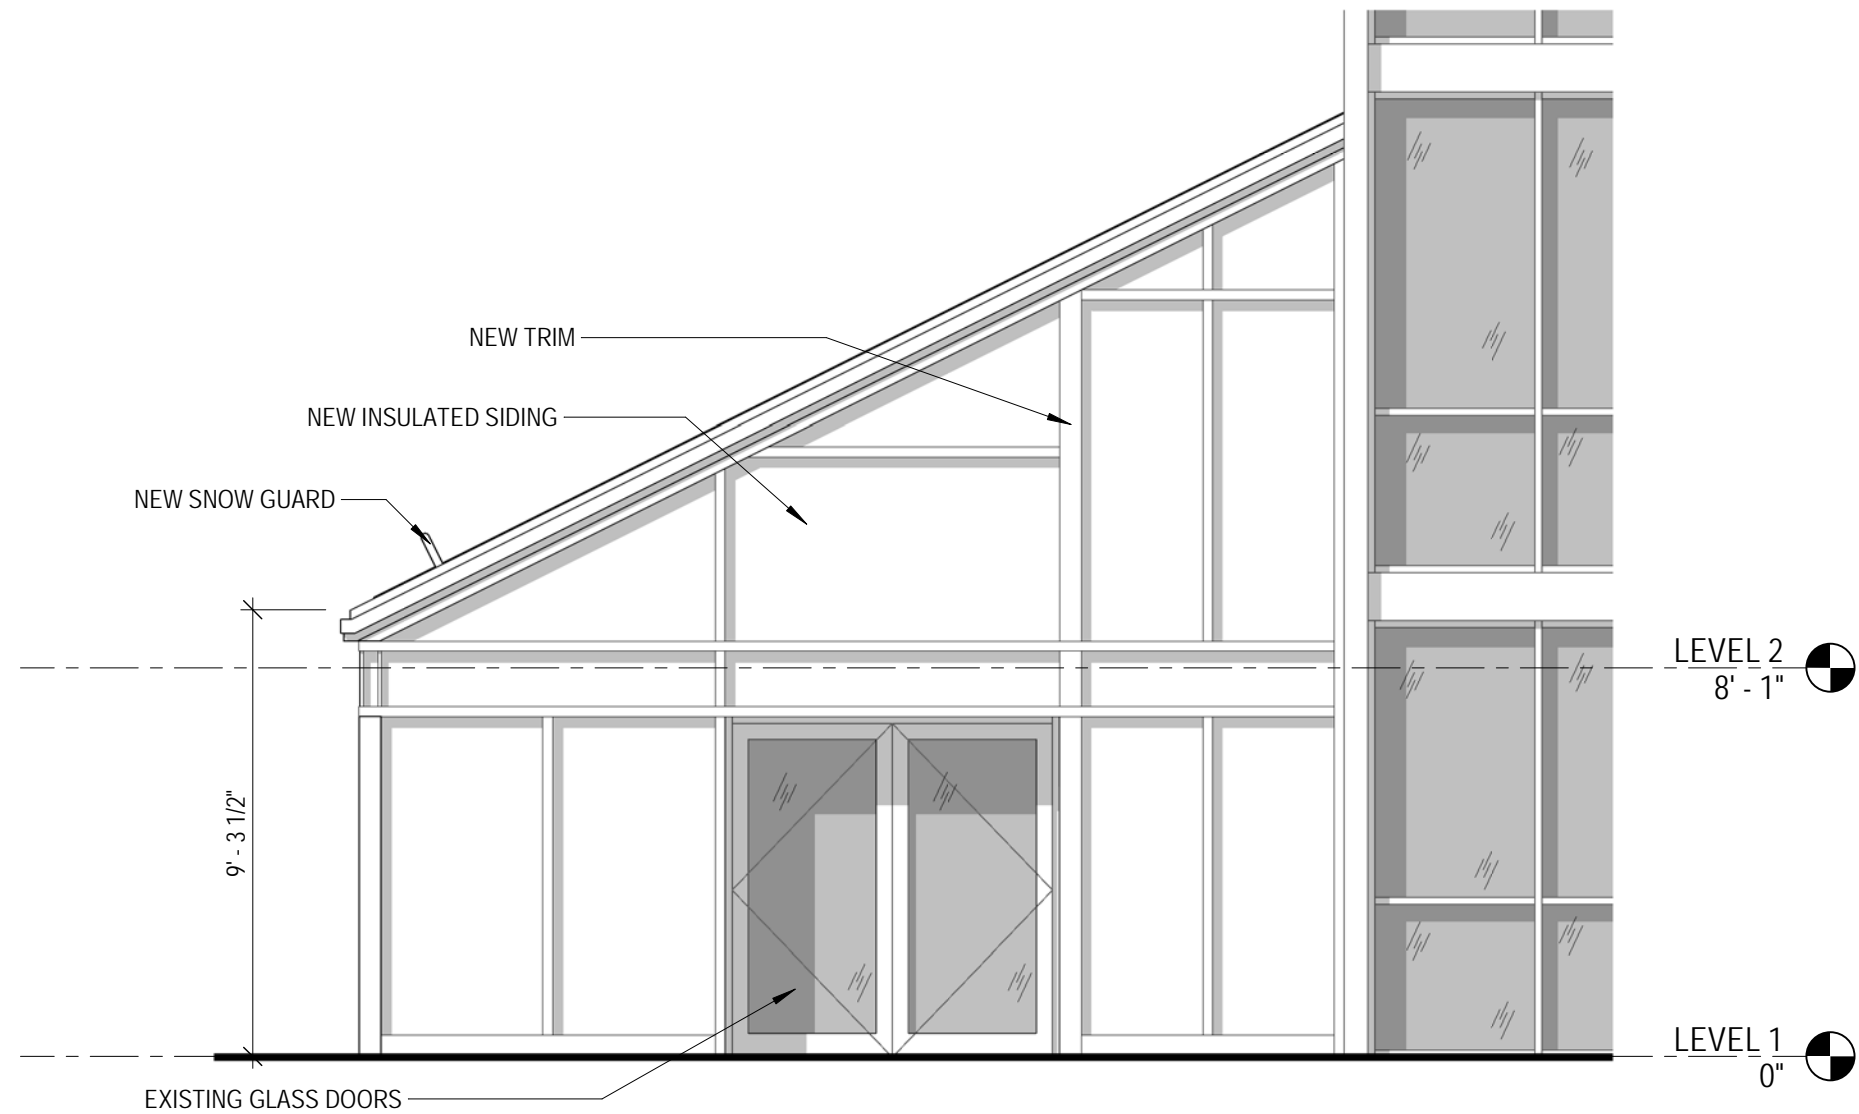 NEW TRIM
NEW INSULATED SIDING
NEW SNOW GUARD
LEVEL 2
8' - 1"
9' - 3 1/2"
LEVEL 1
0"
EXISTING GLASS DOORS